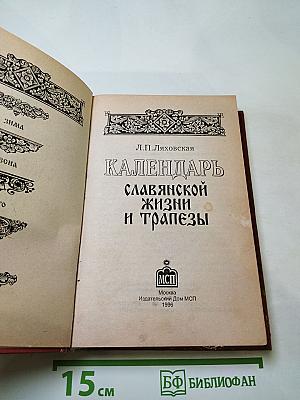 ЗИМА
Л.П.Ляховская
КАЛЕНДАРЬ
СЛАВЯНСКОЙ
ЖИЗНИ
И ТРАПЕЗЫ
МСП
Москва
Издательский Дом МСП
1996
15 см
БФ БИБЛИОФАН